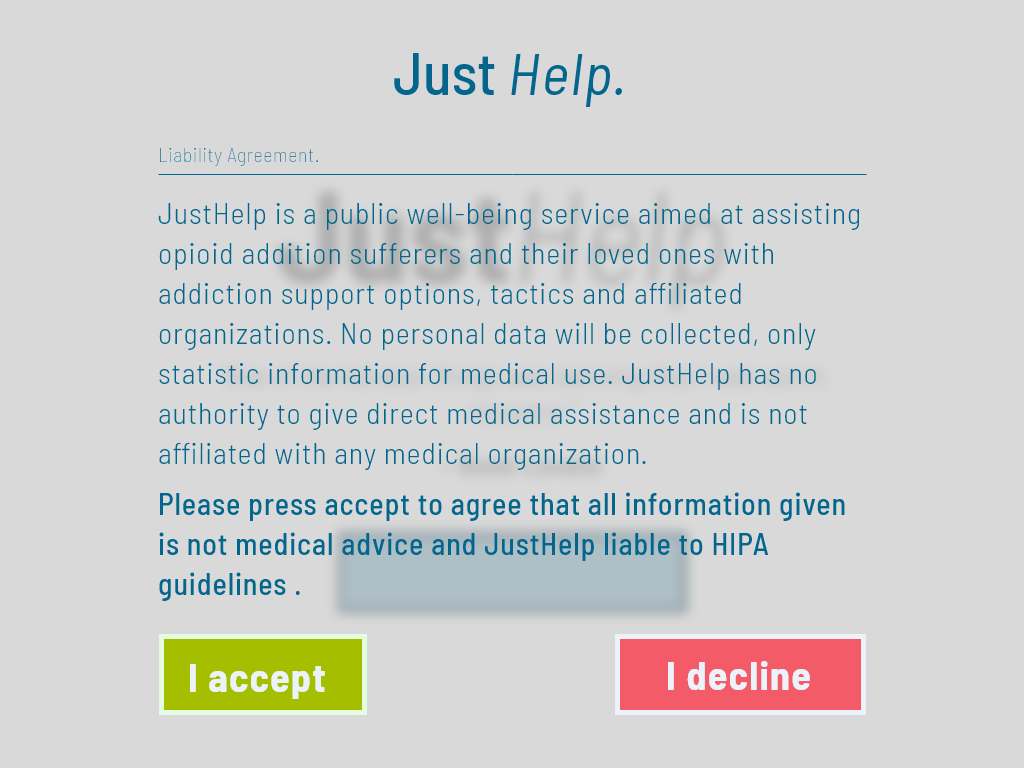 Just Help.
Liability Agreement.
JustHelp is a public well-being service aimed at assisting
opioid addition sufferers and their loved ones with
addiction support options, tactics and affiliated
organizations. No personal data will be collected, only
statistic information for medical use. JustHelp has no
authority to give direct medical assistance and is not
affiliated with any medical organization.
Please press accept to agree that all information given
is not medical advice and JustHelp liable to HIPA
guidelines .
I accept
I decline
JustHelp